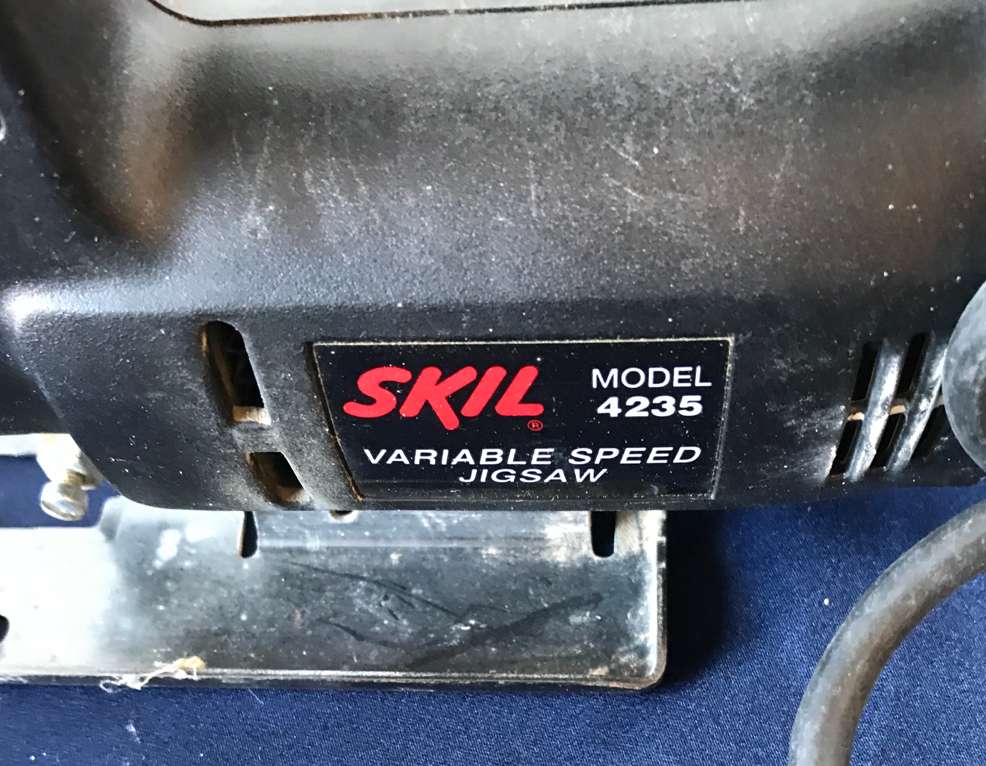 SKIL®
MODEL
4235
VARIABLE SPEED
JIGSAW